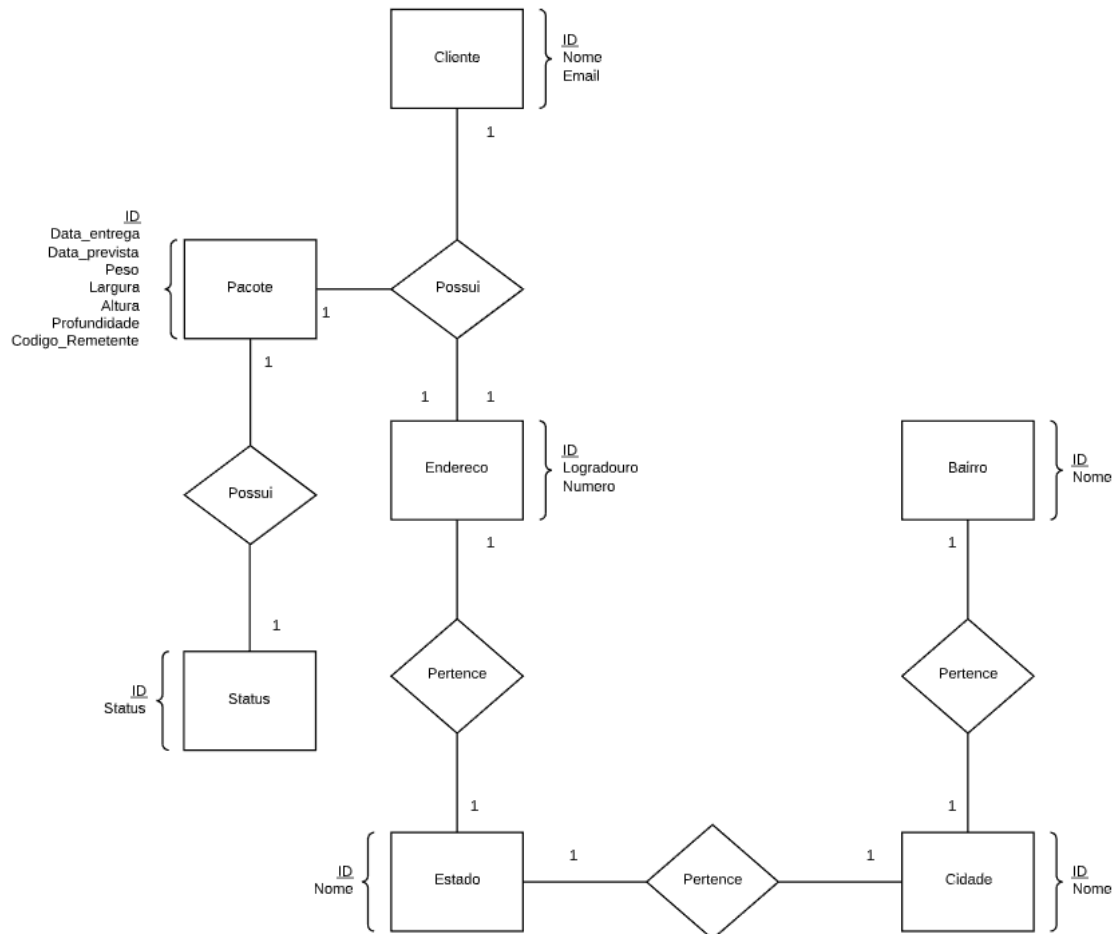 Cliente
ID
Nome
Email
1
ID
Data_entrega
Data_prevista
Peso
Largura
Altura
Profundidade
Codigo_Remetente
Pacote
1
Possui
1
1
1
Endereco
ID
Logradouro
Numero
Bairro
ID
Nome
Possui
1
1
1
Status
ID
Status
Pertence
Pertence
1
1
ID
Nome
Estado
1
Pertence
1
Cidade
ID
Nome